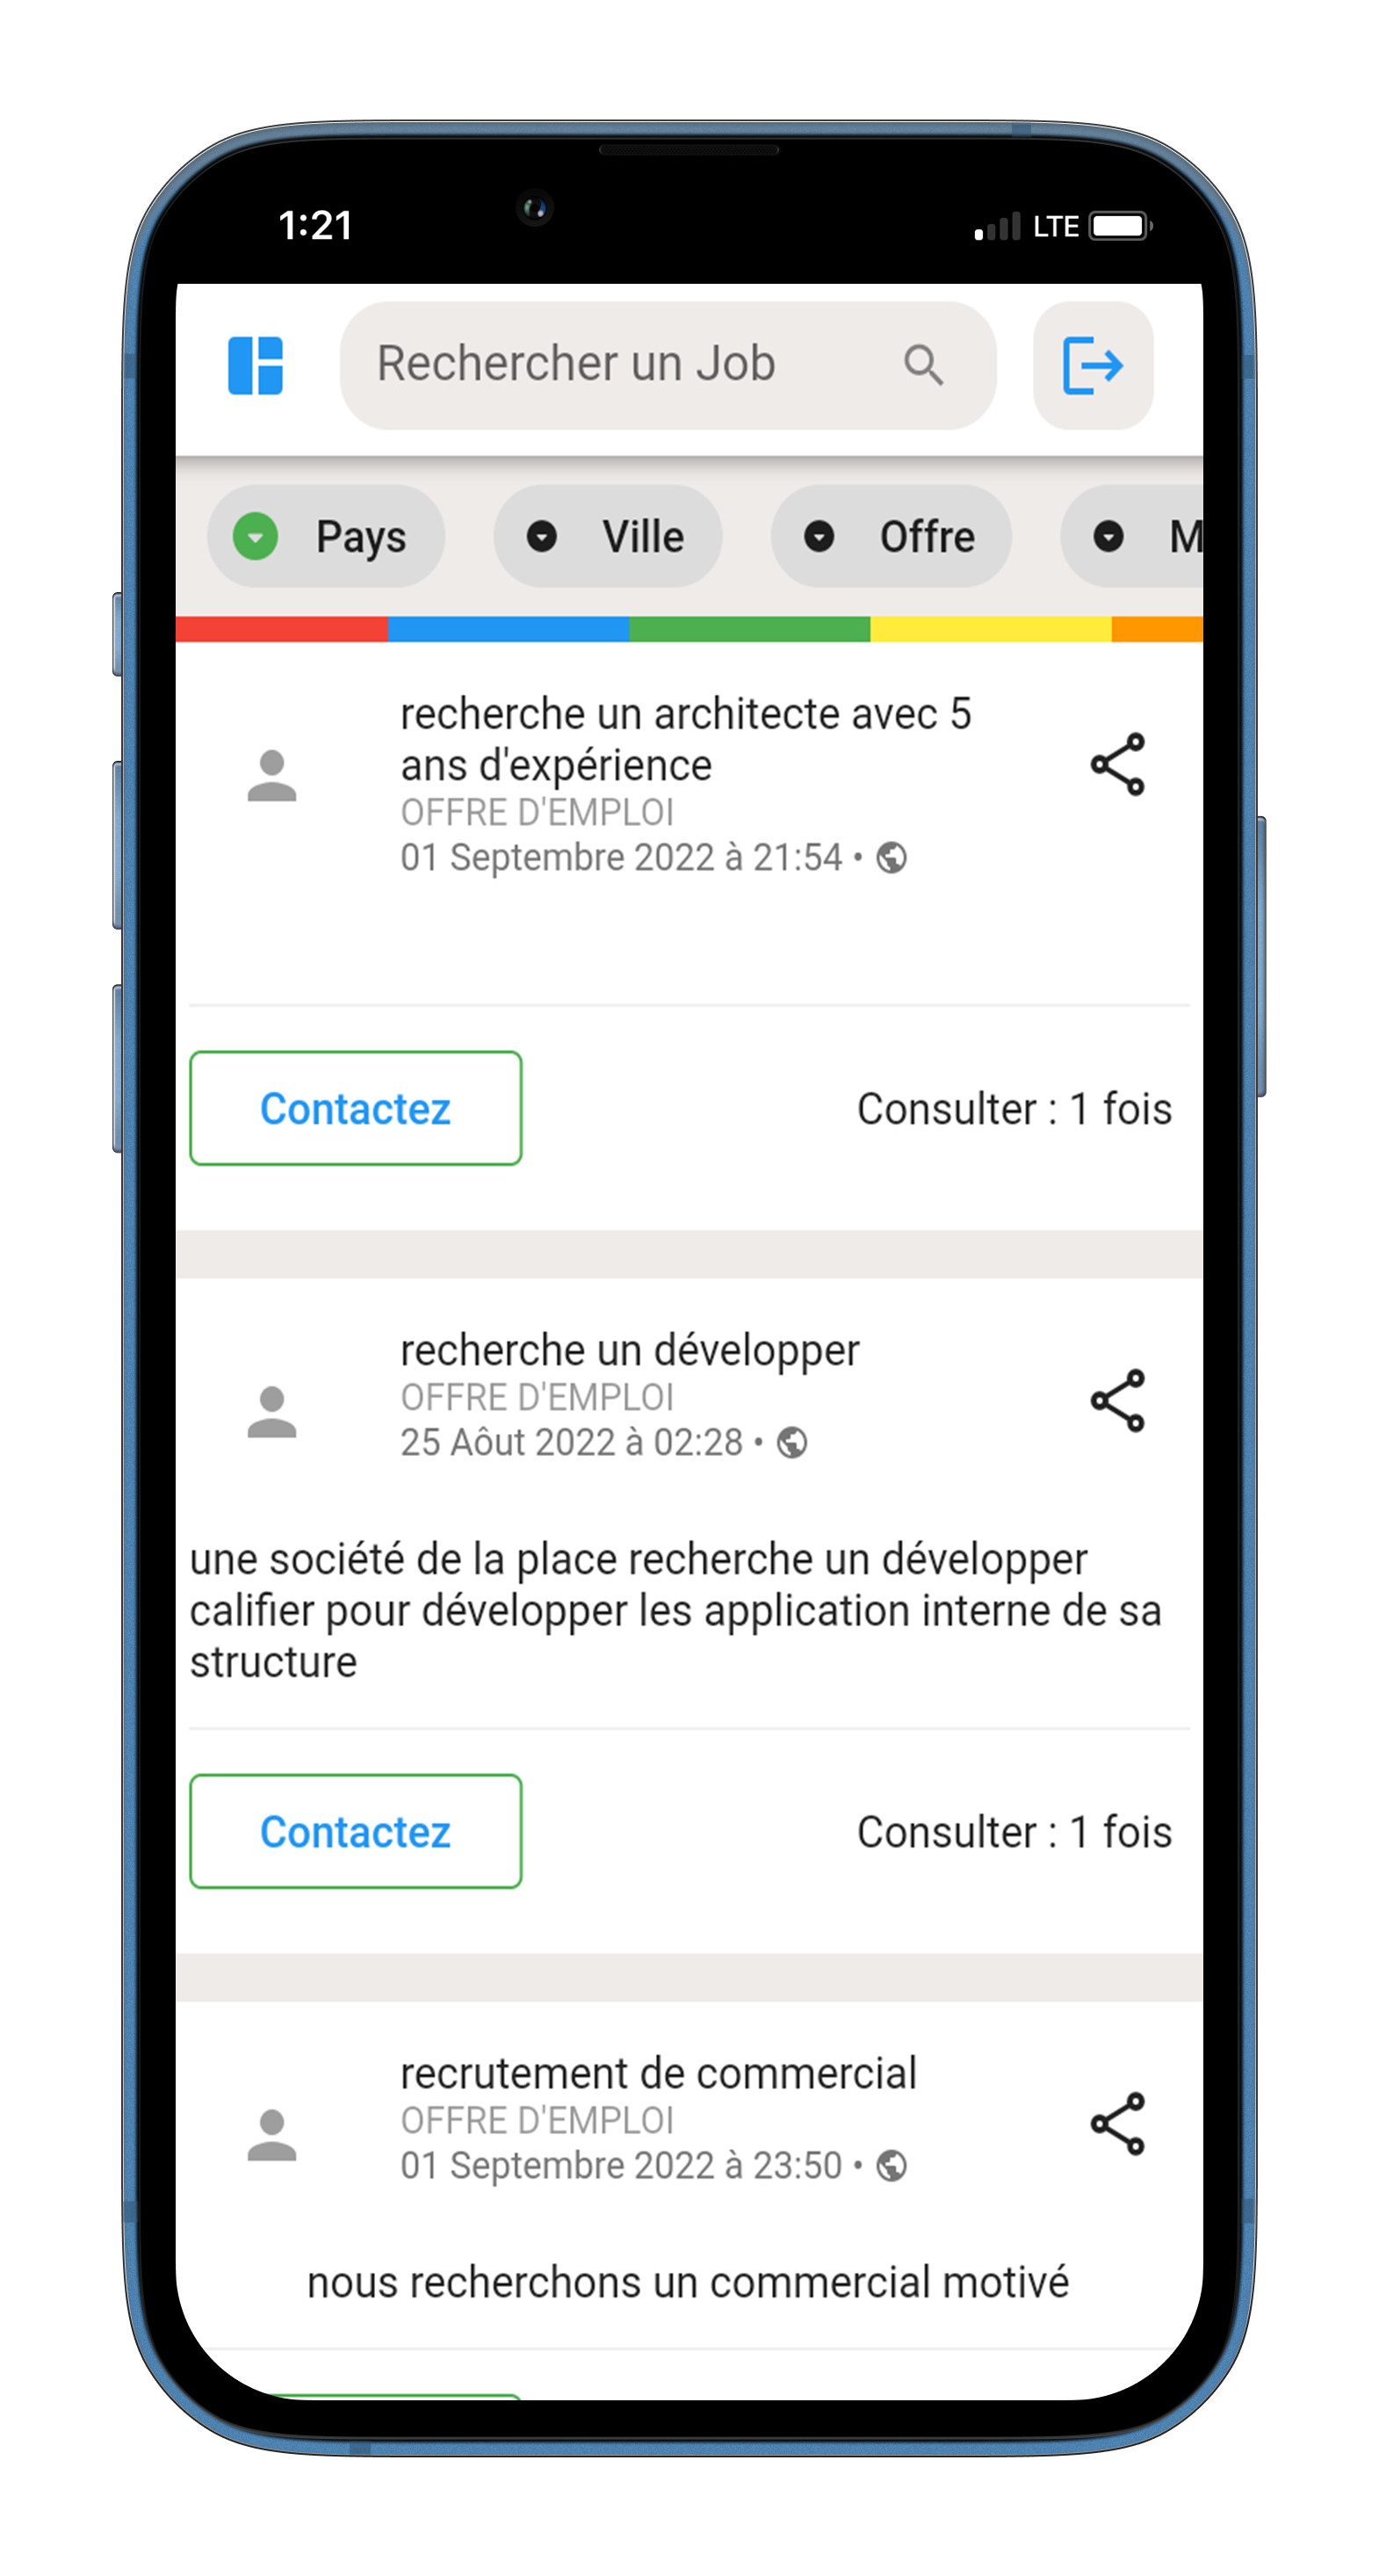 1:21
LTE
Rechercher un Job
Pays
Ville
Offre
M
recherche un architecte avec 5
ans d'expérience
OFFRE D'EMPLOI
01 Septembre 2022 à 21:54 •
Contactez
Consulter : 1 fois
recherche un développer
OFFRE D'EMPLOI
25 Aôut 2022 à 02:28 •
une société de la place recherche un développer
califier pour développer les application interne de sa
structure
Contactez
Consulter : 1 fois
recrutement de commercial
OFFRE D'EMPLOI
01 Septembre 2022 à 23:50 •
nous recherchons un commercial motivé